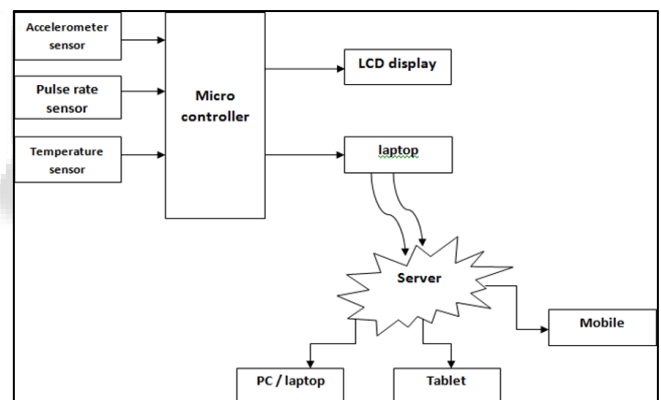 Accelerometer
sensor
Pulse rate
sensor
Temperature
sensor
Micro
controller
LCD display
laptop
Server
Mobile
PC / laptop
Tablet